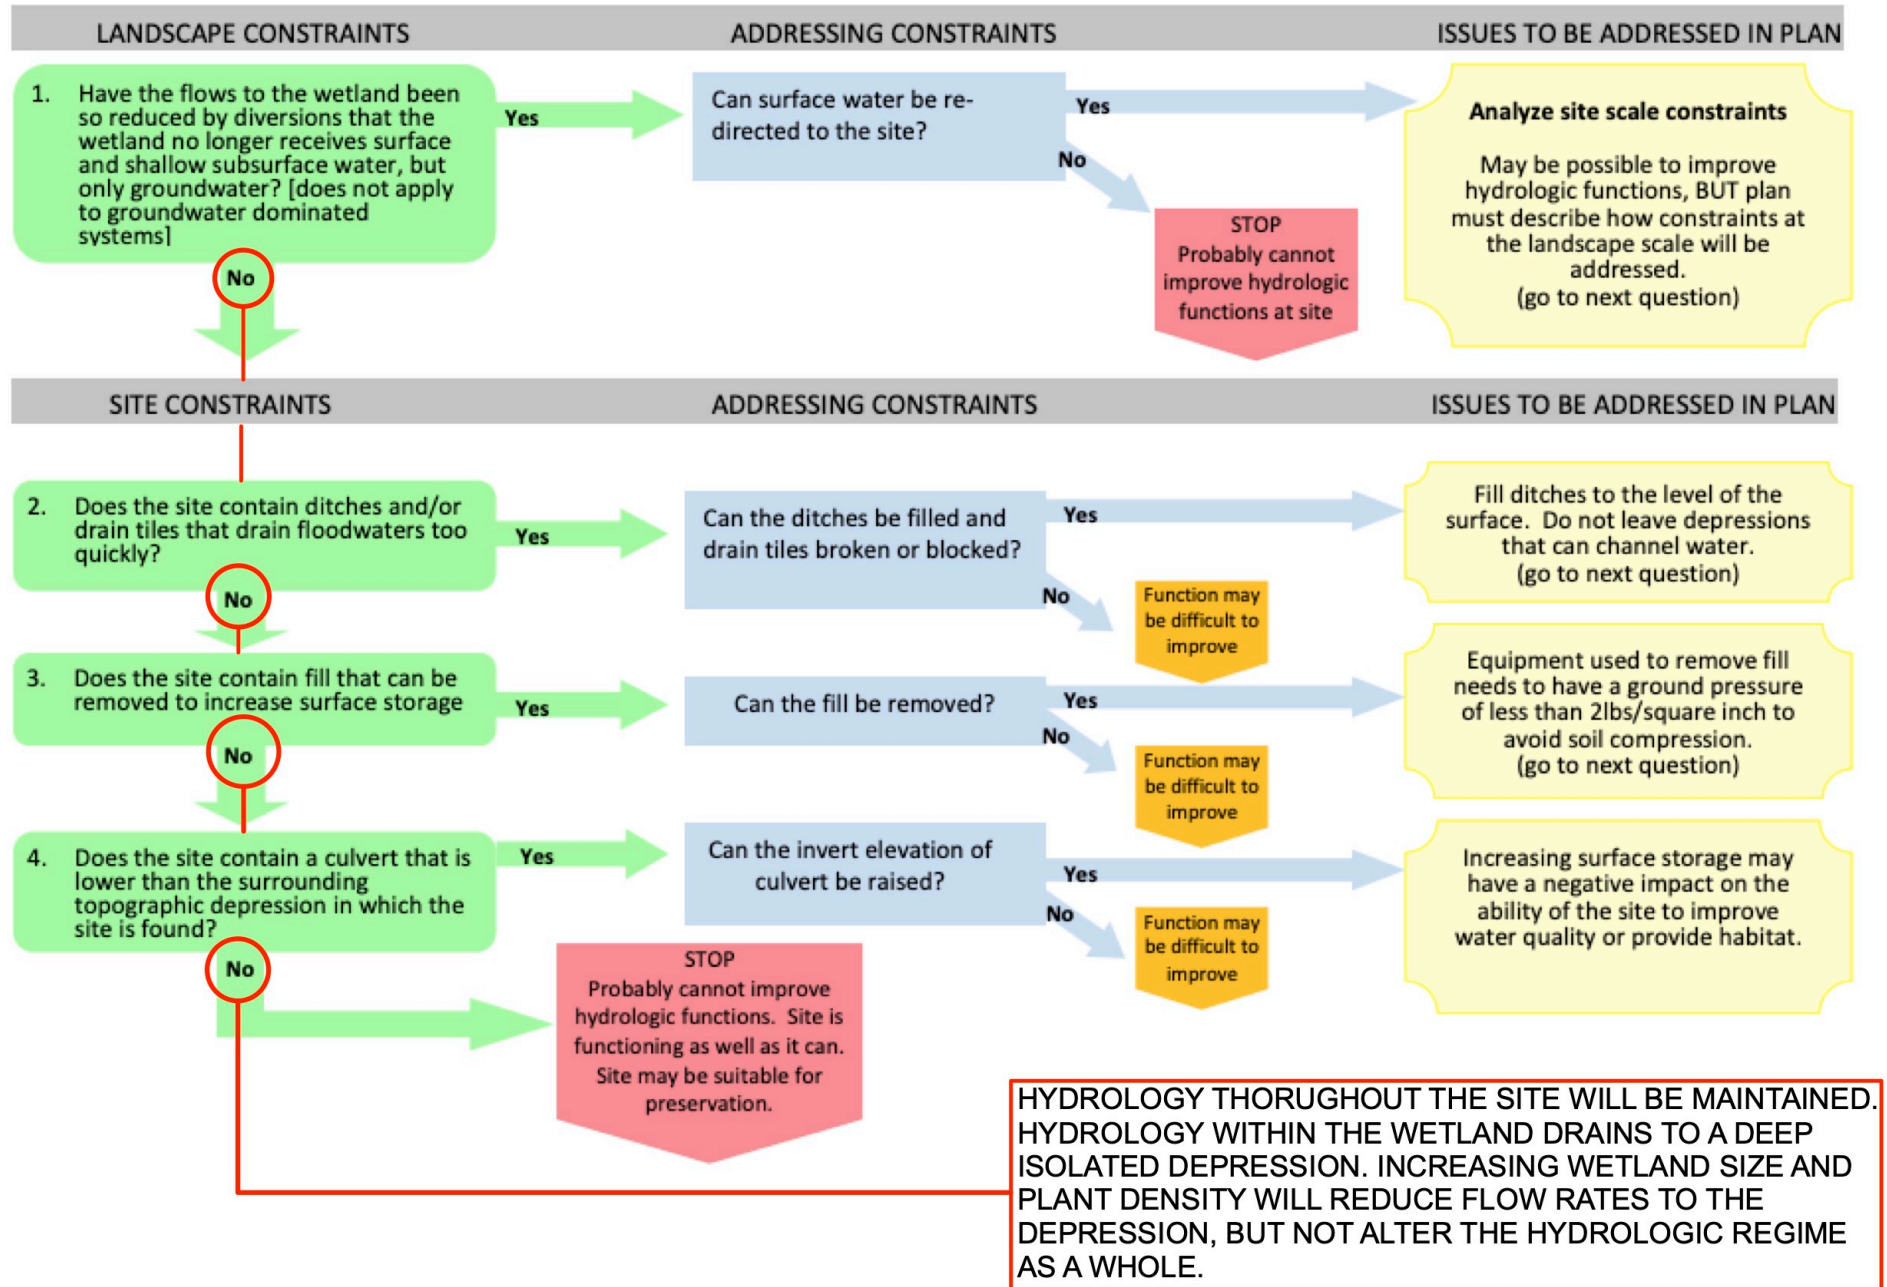 LANDSCAPE CONSTRAINTS
ADDRESSING CONSTRAINTS
ISSUES TO BE ADDRESSED IN PLAN
1. Have the flows to the wetland been
so reduced by diversions that the
wetland no longer receives surface
and shallow subsurface water, but
only groundwater? [does not apply
to groundwater dominated
systems]
Yes
No
Can surface water be re-
directed to the site?
Yes
No
STOP
Probably cannot
improve hydrologic
functions at site
Analyze site scale constraints
May be possible to improve
hydrologic functions, BUT plan
must describe how constraints at
the landscape scale will be
addressed.
(go to next question)
SITE CONSTRAINTS
ADDRESSING CONSTRAINTS
ISSUES TO BE ADDRESSED IN PLAN
2. Does the site contain ditches and/or
drain tiles that drain floodwaters too
quickly?
Yes
No
Can the ditches be filled and
drain tiles broken or blocked?
Yes
No
Function may
be difficult to
improve
Fill ditches to the level of the
surface. Do not leave depressions
that can channel water.
(go to next question)
3. Does the site contain fill that can be
removed to increase surface storage
Yes
No
Can the fill be removed?
Yes
No
Function may
be difficult to
improve
Equipment used to remove fill
needs to have a ground pressure
of less than 2lbs/square inch to
avoid soil compression.
(go to next question)
4. Does the site contain a culvert that is
lower than the surrounding
topographic depression in which the
site is found?
Yes
No
Can the invert elevation of
culvert be raised?
Yes
No
Function may
be difficult to
improve
Increasing surface storage may
have a negative impact on the
ability of the site to improve
water quality or provide habitat.
STOP
Probably cannot improve
hydrologic functions. Site is
functioning as well as it can.
Site may be suitable for
preservation.
HYDROLOGY THORUGHOUT THE SITE WILL BE MAINTAINED.
HYDROLOGY WITHIN THE WETLAND DRAINS TO A DEEP
ISOLATED DEPRESSION. INCREASING WETLAND SIZE AND
PLANT DENSITY WILL REDUCE FLOW RATES TO THE
DEPRESSION, BUT NOT ALTER THE HYDROLOGIC REGIME
AS A WHOLE.